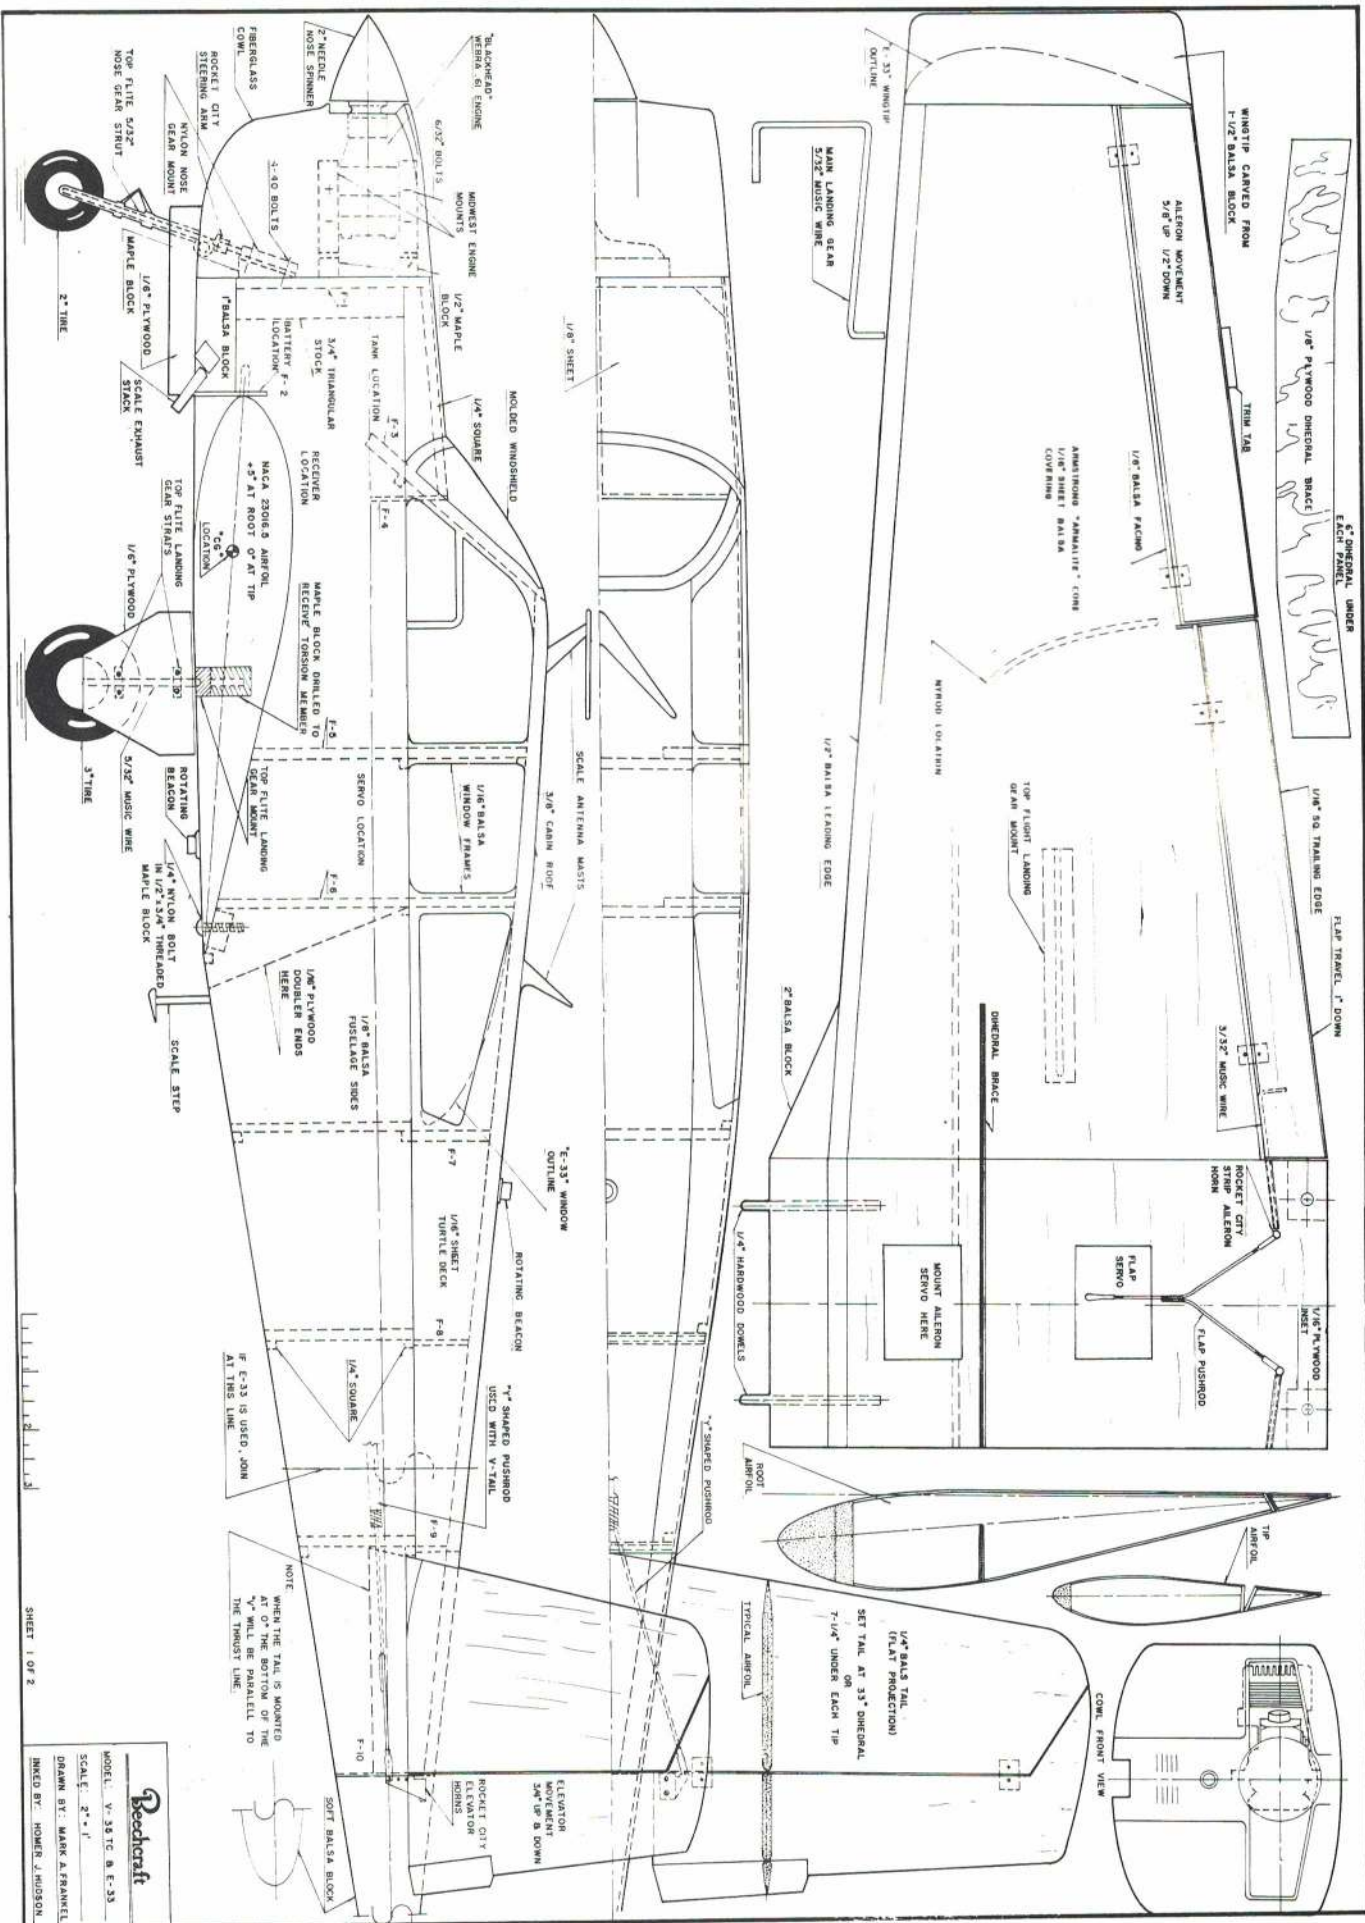 6" DIHEDRAL UNDER
EACH PANEL
1/8" PLYWOOD DIHEDRAL BRACE
WINGTIP CARVED FROM
1-1/2" BALSA BLOCK
"E-33" WINGTIP
OUTLINE
AILERON MOVEMENT
5/8" UP 1/2" DOWN
TRIM TAB
1/8" BALSA FACING
ARMSTRONG "ARMALITE" CORE
1/16" SHEET BALSA
COVERING
1/16" SQ. TRAILING EDGE
FLAP TRAVEL 1" DOWN
NYROD LOCATION
TOP FLIGHT LANDING
GEAR MOUNT
1/2" BALSA LEADING EDGE
3/32" MUSIC WIRE
DIHEDRAL BRACE
2" BALSA BLOCK
ROCKET CITY
STRIP AILERON
HORN
1/16" PLYWOOD
INSET
FLAP
SERVO
FLAP PUSHROD
MOUNT AILERON
SERVO HERE
1/4" HARDWOOD DOWELS
MAIN LANDING GEAR
5/32" MUSIC WIRE
ROOT
AIRFOIL
TIP
AIRFOIL
COWL FRONT VIEW
1/4" BALS TAIL
(FLAT PROJECTION)
SET TAIL AT 33° DIHEDRAL
OR
7-1/4" UNDER EACH TIP
TYPICAL AIRFOIL
"Y" SHAPED PUSHROD
1/8" SHEET
2" NEEDLE
NOSE SPINNER
"BLACKHEAD"
WEBRA .61 ENGINE
6/32" BOLTS
MIDWEST ENGINE
MOUNTS
1/2" MAPLE
BLOCK
1/4" SQUARE
MOLDED WINDSHIELD
SCALE ANTENNA MASTS
3/8" CABIN ROOF
1/16" BALSA
WINDOW FRAMES
"E-33" WINDOW
OUTLINE
ROTATING BEACON
"Y" SHAPED PUSHROD
USED WITH V-TAIL
FIBERGLASS
COWL
ROCKET CITY
STEERING ARM
NYLON NOSE
GEAR MOUNT
TOP FLITE 5/32"
NOSE GEAR STRUT
4-40 BOLTS
F-1
1" BALSA BLOCK
BATTERY
LOCATION
F-2
3/4" TRIANGULAR
STOCK
TANK LOCATION
F-3
F-4
RECEIVER
LOCATION
NACA 23016.5 AIRFOIL
+3° AT ROOT 0° AT TIP
"CG"
LOCATION
MAPLE BLOCK DRILLED TO
RECEIVE TORSION MEMBER
F-5
SERVO LOCATION
F-6
TOP FLITE LANDING
GEAR MOUNT
1/16" PLYWOOD
DOUBLER ENDS
HERE
1/8" BALSA
FUSELAGE SIDES
F-7
1/16" SHEET
TURTLE DECK
F-8
1/4" SQUARE
F-9
F-10
IF E-33 IS USED, JOIN
AT THIS LINE
2" TIRE
MAPLE BLOCK
1/8" PLYWOOD
SCALE EXHAUST
STACK
TOP FLITE LANDING
GEAR STRAPS
1/8" PLYWOOD
3" TIRE
5/32" MUSIC WIRE
ROTATING
BEACON
1/4" NYLON BOLT
IN 1/2" x 3/4" THREADED
MAPLE BLOCK
SCALE STEP
NOTE
WHEN THE TAIL IS MOUNTED
AT 0° THE BOTTOM OF THE
"V" WILL BE PARALELL TO
THE THRUST LINE.
ELEVATOR
MOVEMENT
3/4" UP & DOWN
ROCKET CITY
ELEVATOR
HORNS
SOFT BALSA BLOCK
2
3
SHEET 1 OF 2
Beechcraft
MODEL: V-35 TC & E-33
SCALE: 2" = 1'
DRAWN BY: MARK A. FRANKEL
INKED BY: HOMER J. HUDSON